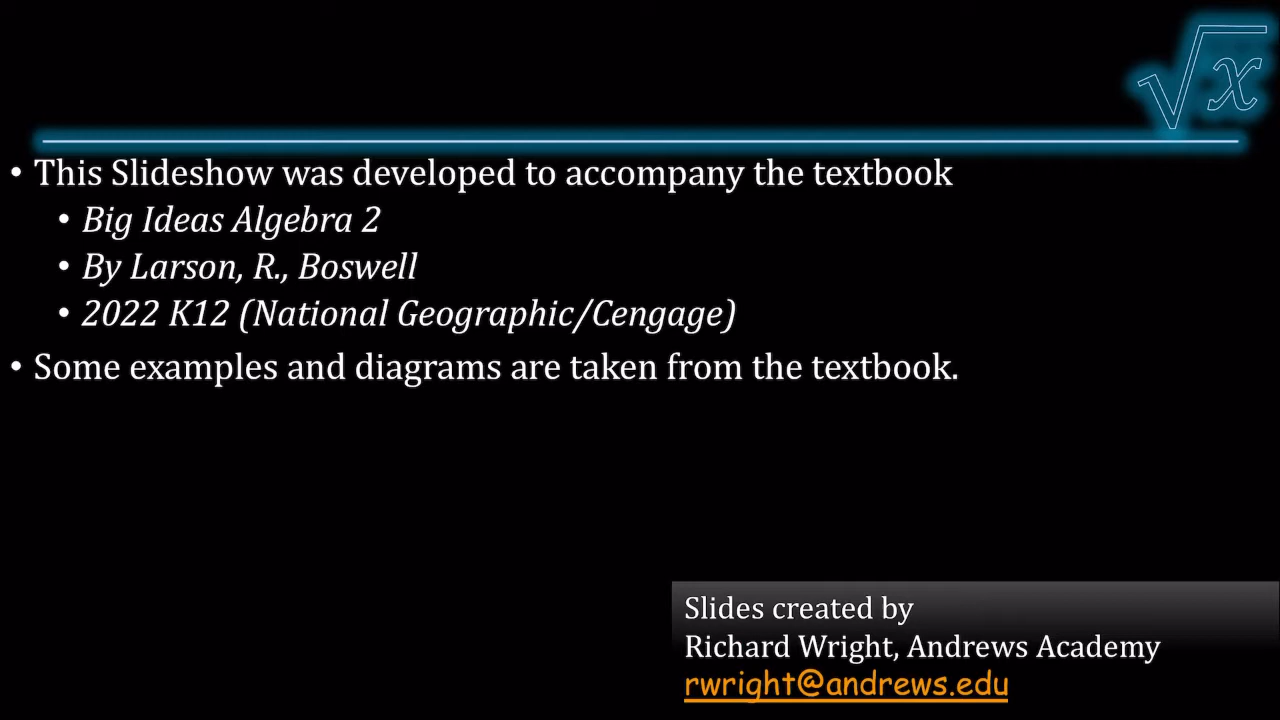 √x
• This Slideshow was developed to accompany the textbook
• Big Ideas Algebra 2
• By Larson, R., Boswell
• 2022 K12 (National Geographic/Cengage)
• Some examples and diagrams are taken from the textbook.
Slides created by
Richard Wright, Andrews Academy
rwright@andrews.edu